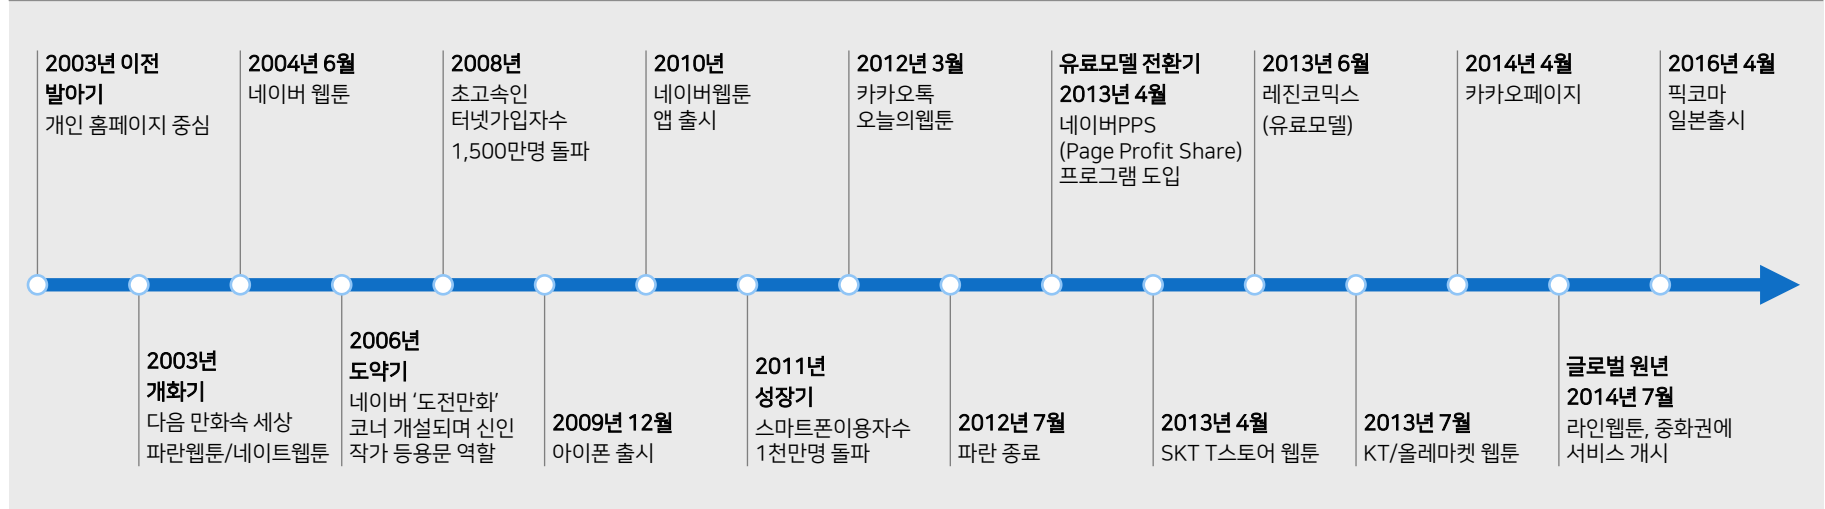 2003년 이전
발아기
개인 홈페이지 중심
2004년 6월
네이버 웹툰
2008년
초고속인
터넷가입자수
1,500만명 돌파
2010년
네이버웹툰
앱 출시
2012년 3월
카카오톡
오늘의웹툰
유료모델 전환기
2013년 4월
네이버PPS
(Page Profit Share)
프로그램 도입
2013년 6월
레진코믹스
(유료모델)
2014년 4월
카카오페이지
2016년 4월
픽코마
일본출시
2003년
개화기
다음 만화속 세상
파란웹툰/네이트웹툰
2006년
도약기
네이버 ‘도전만화’
코너 개설되며 신인
작가 등용문 역할
2009년 12월
아이폰 출시
2011년
성장기
스마트폰이용자수
1천만명 돌파
2012년 7월
파란 종료
2013년 4월
SKT T스토어 웹툰
2013년 7월
KT/올레마켓 웹툰
글로벌 원년
2014년 7월
라인웹툰, 중화권에
서비스 개시